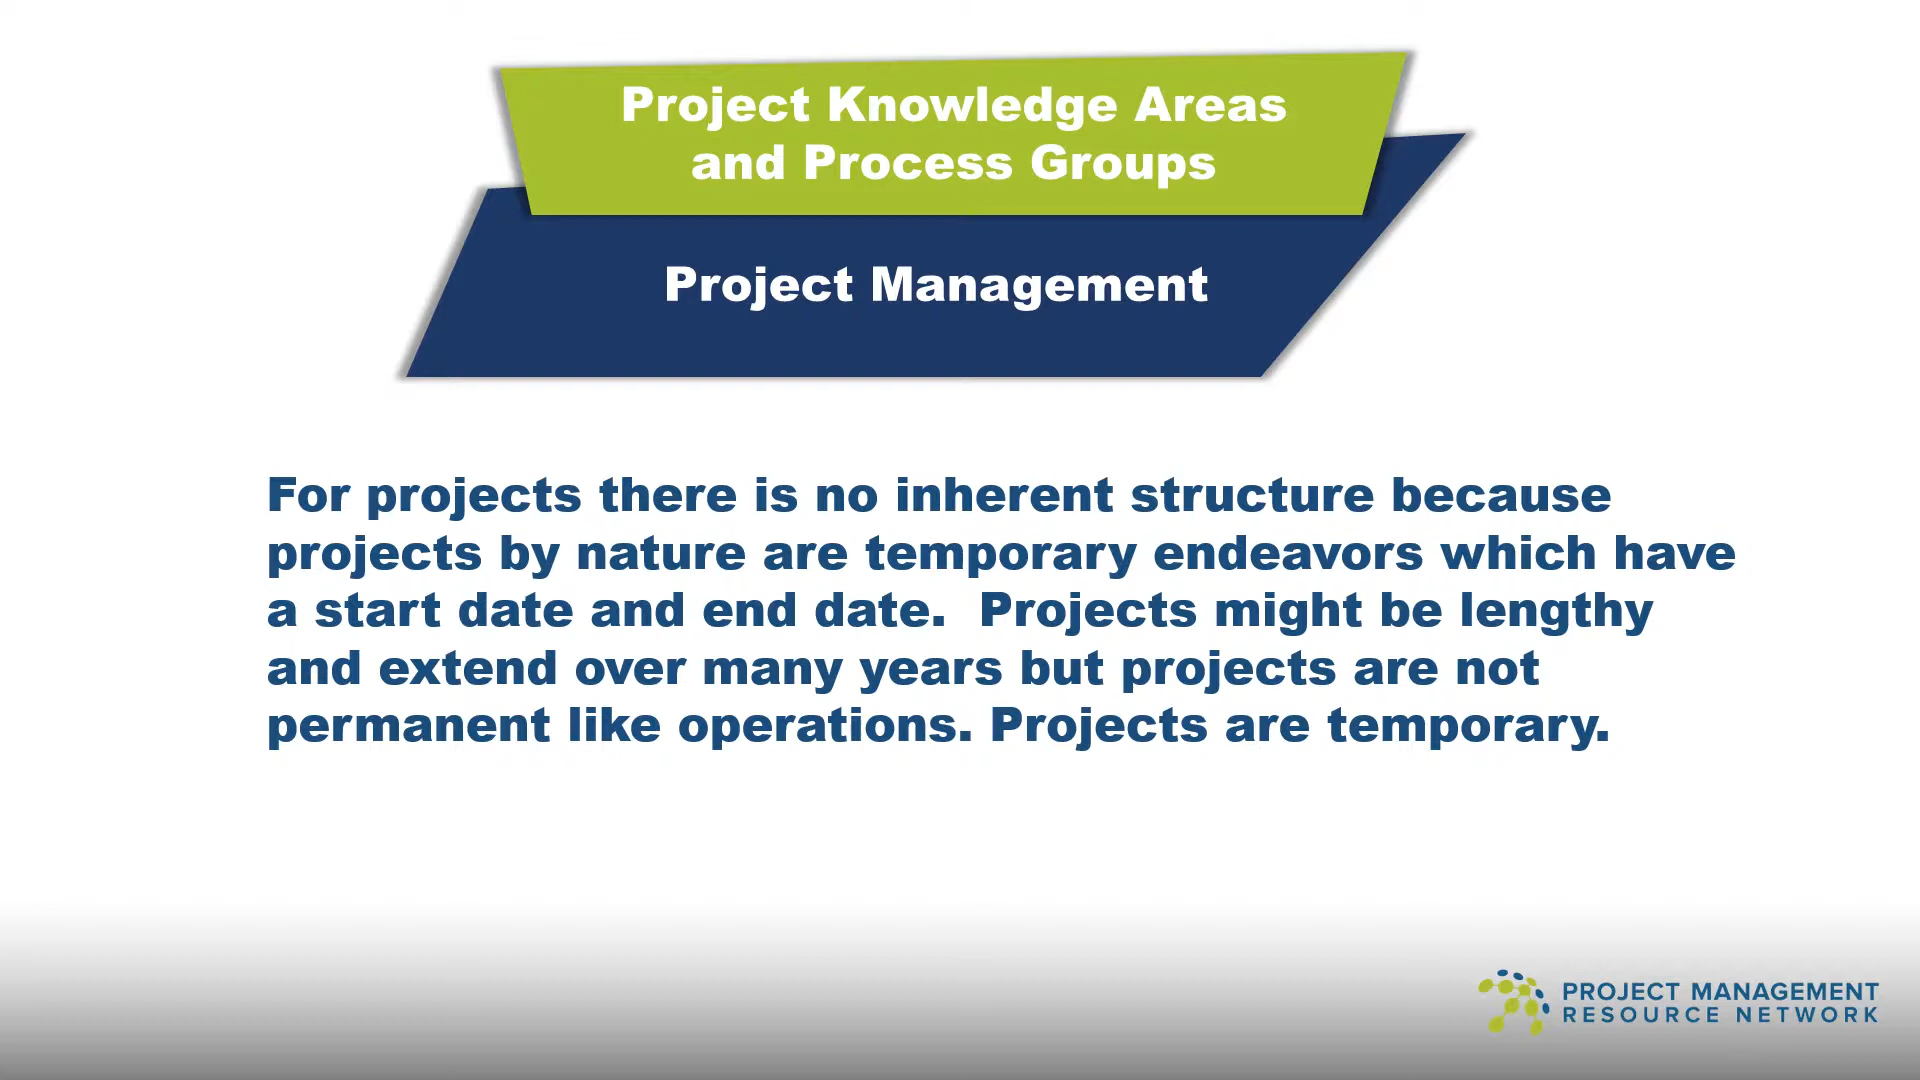 Project Knowledge Areas
and Process Groups
Project Management
For projects there is no inherent structure because
projects by nature are temporary endeavors which have
a start date and end date.  Projects might be lengthy
and extend over many years but projects are not
permanent like operations. Projects are temporary.
PROJECT MANAGEMENT
RESOURCE NETWORK